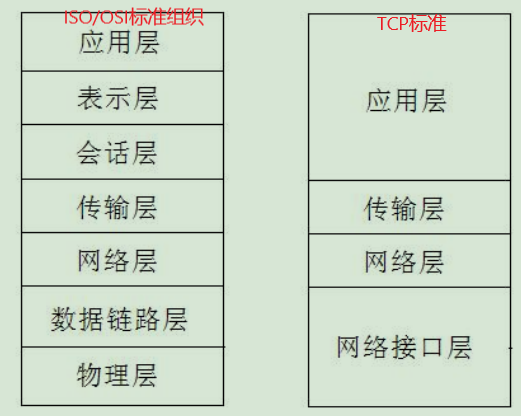 ISO/OSI标准组织
应用层
表示层
会话层
传输层
网络层
数据链路层
物理层
TCP标准
应用层
传输层
网络层
网络接口层